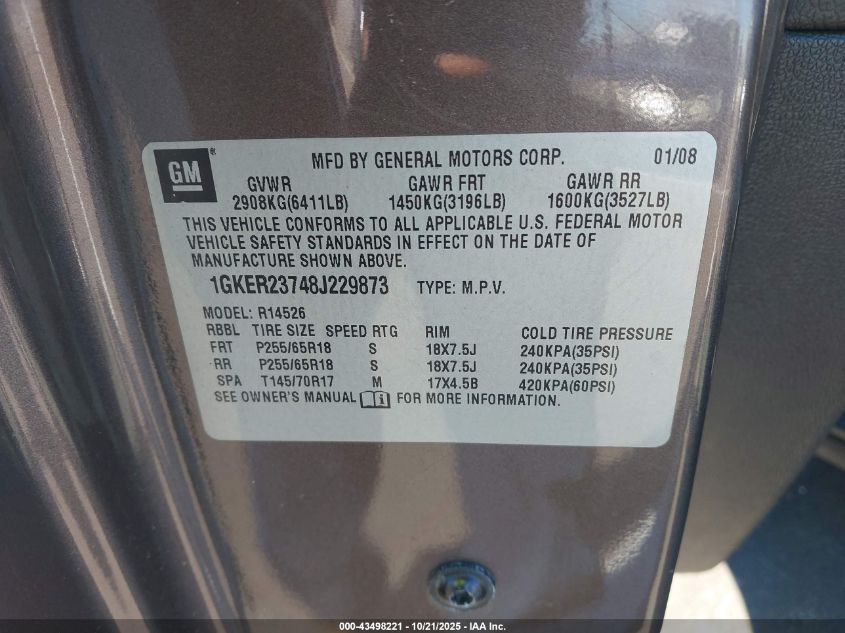 GM ®
MFD BY GENERAL MOTORS CORP. 01/08
GVWR GAWR FRT GAWR RR
2908KG(6411LB) 1450KG(3196LB) 1600KG(3527LB)
THIS VEHICLE CONFORMS TO ALL APPLICABLE U.S. FEDERAL MOTOR
VEHICLE SAFETY STANDARDS IN EFFECT ON THE DATE OF
MANUFACTURE SHOWN ABOVE.
1GKER23748J229873 TYPE: M.P.V.
MODEL: R14526
RBBL TIRE SIZE SPEED RTG RIM COLD TIRE PRESSURE
FRT P255/65R18 S 18X7.5J 240KPA(35PSI)
RR P255/65R18 S 18X7.5J 240KPA(35PSI)
SPA T145/70R17 M 17X4.5B 420KPA(60PSI)
SEE OWNER'S MANUAL i FOR MORE INFORMATION.
000-43498221 - 10/21/2025 - IAA Inc.